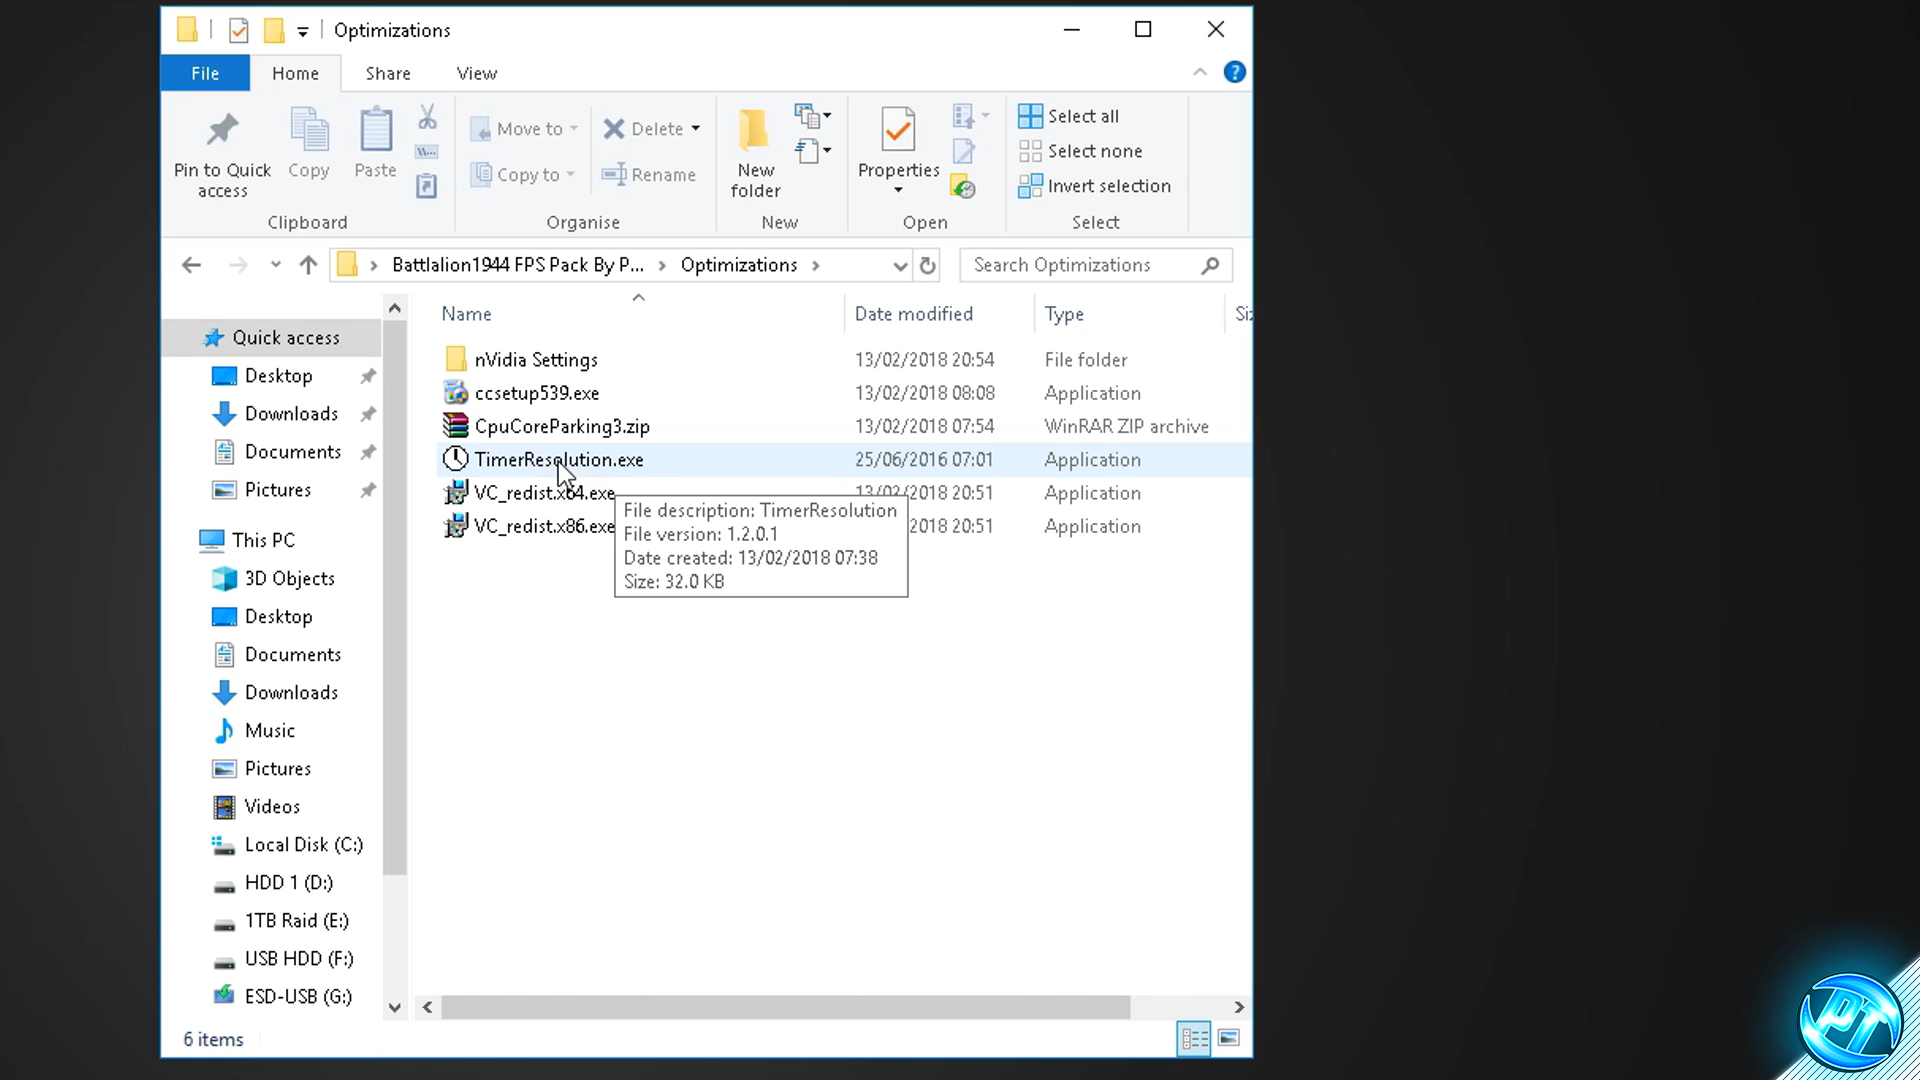 Optimizations
File Home Share View
Pin to Quick access
Copy
Paste
Move to
Copy to
Delete
Rename
New folder
Properties
Select all
Select none
Invert selection
Clipboard Organise New Open Select
Battlalion1944 FPS Pack By P... Optimizations
Search Optimizations
Name Date modified Type Siz
Quick access
Desktop
Downloads
Documents
Pictures
This PC
3D Objects
Desktop
Documents
Downloads
Music
Pictures
Videos
Local Disk (C:)
HDD 1 (D:)
1TB Raid (E:)
USB HDD (F:)
ESD-USB (G:)
nVidia Settings 13/02/2018 20:54 File folder
ccsetup539.exe 13/02/2018 08:08 Application
CpuCoreParking3.zip 13/02/2018 07:54 WinRAR ZIP archive
TimerResolution.exe 25/06/2016 07:01 Application
VC_redist.x64.exe 13/02/2018 20:51 Application
VC_redist.x86.exe 2018 20:51 Application
File description: TimerResolution
File version: 1.2.0.1
Date created: 13/02/2018 07:38
Size: 32.0 KB
6 items
PT